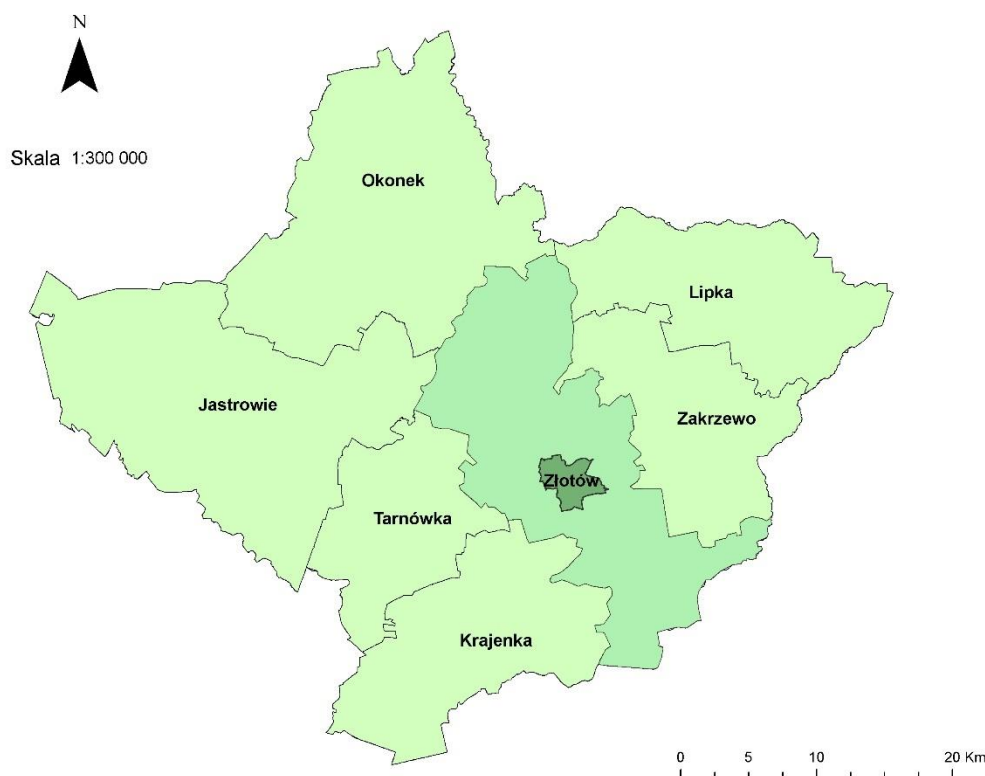 N
Skala 1:300 000
Okonek
Lipka
Jastrowie
Zakrzewo
Złotów
Tarnówka
Krajenka
0 5 10 20 Km